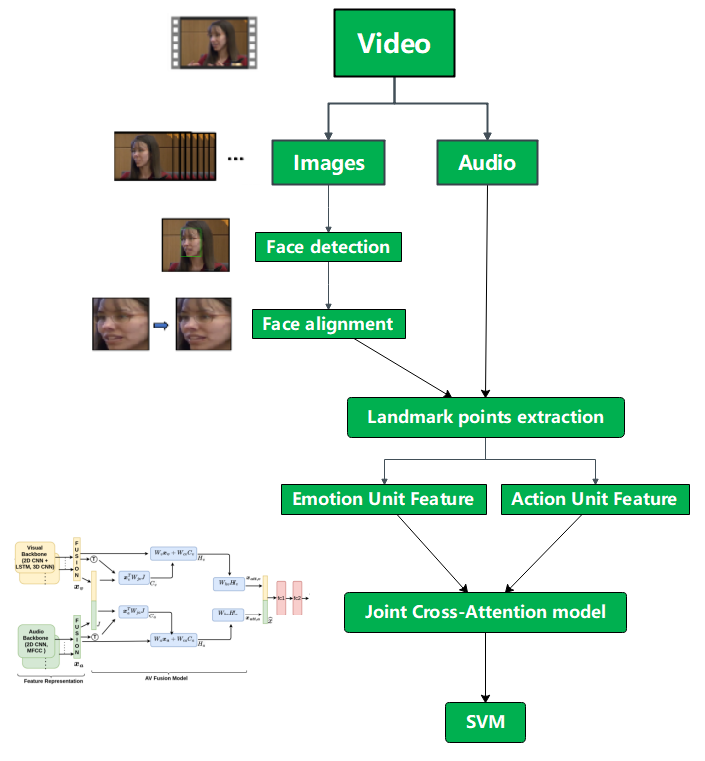 Video
Images
Audio
...
Face detection
Face alignment
Landmark points extraction
Emotion Unit Feature
Action Unit Feature
Joint Cross-Attention model
SVM
Visual
Backbone
(2D CNN +
LSTM, 3D CNN)
FUSION
T
Audio
Backbone
(2D CNN,
MFCC )
FUSION
T
J
fc1
fc2
Feature Representation
AV Fusion Model